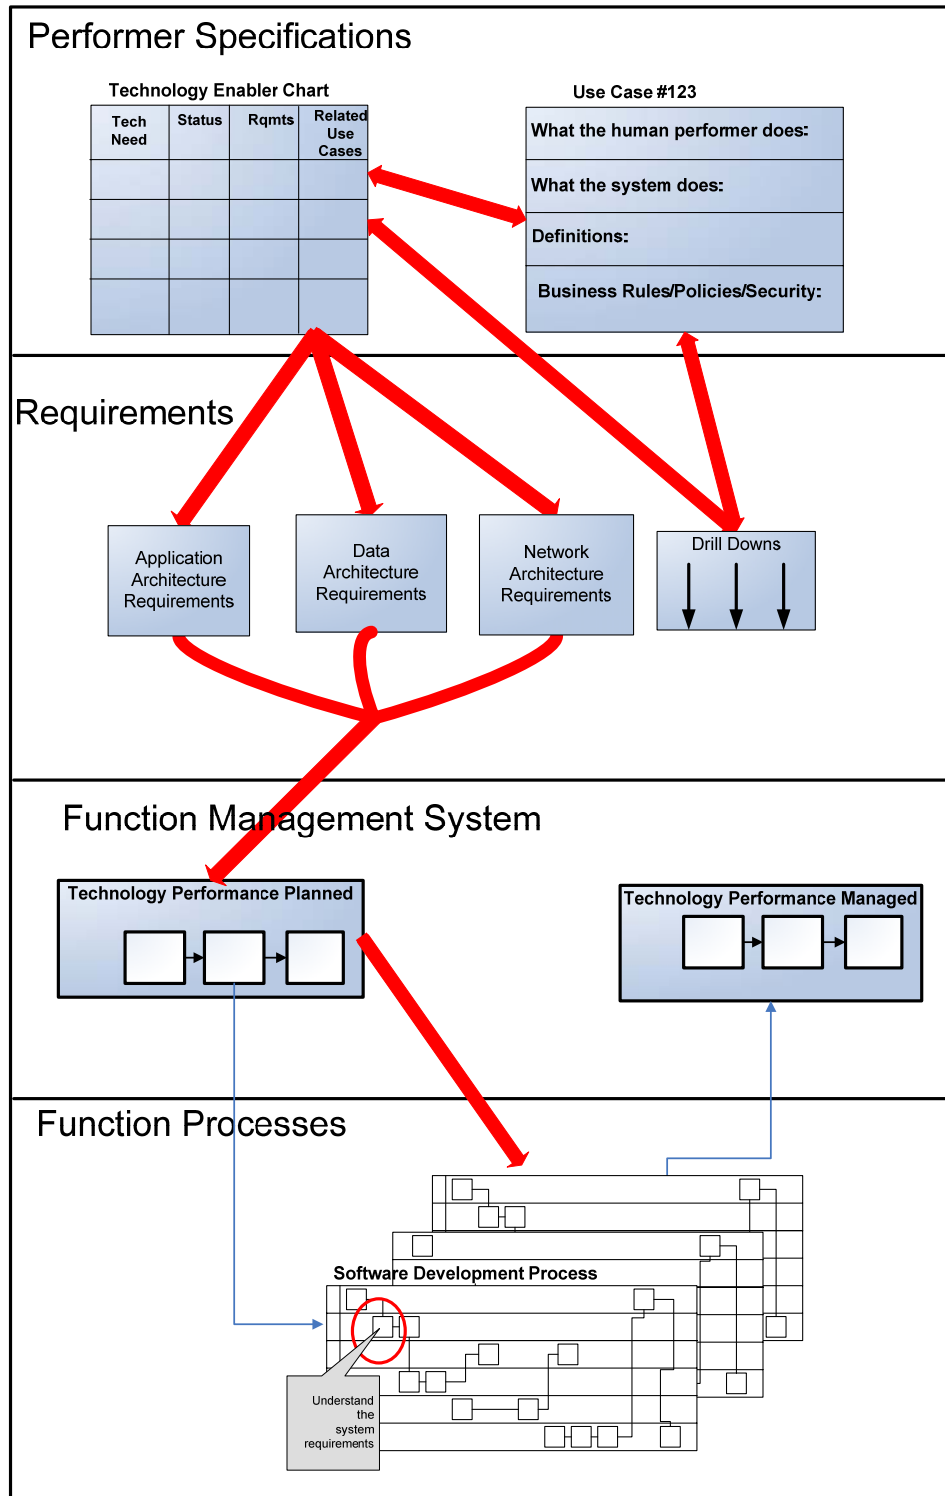 Performer Specifications
Technology Enabler Chart
Use Case #123
Tech
Need
Status
Rqmts
Related
Use
Cases
What the human performer does:
What the system does:
Definitions:
Business Rules/Policies/Security:
Requirements
Application
Architecture
Requirements
Data
Architecture
Requirements
Network
Architecture
Requirements
Drill Downs
Function Management System
Technology Performance Planned
Technology Performance Managed
Function Processes
Software Development Process
Understand
the
system
requirements